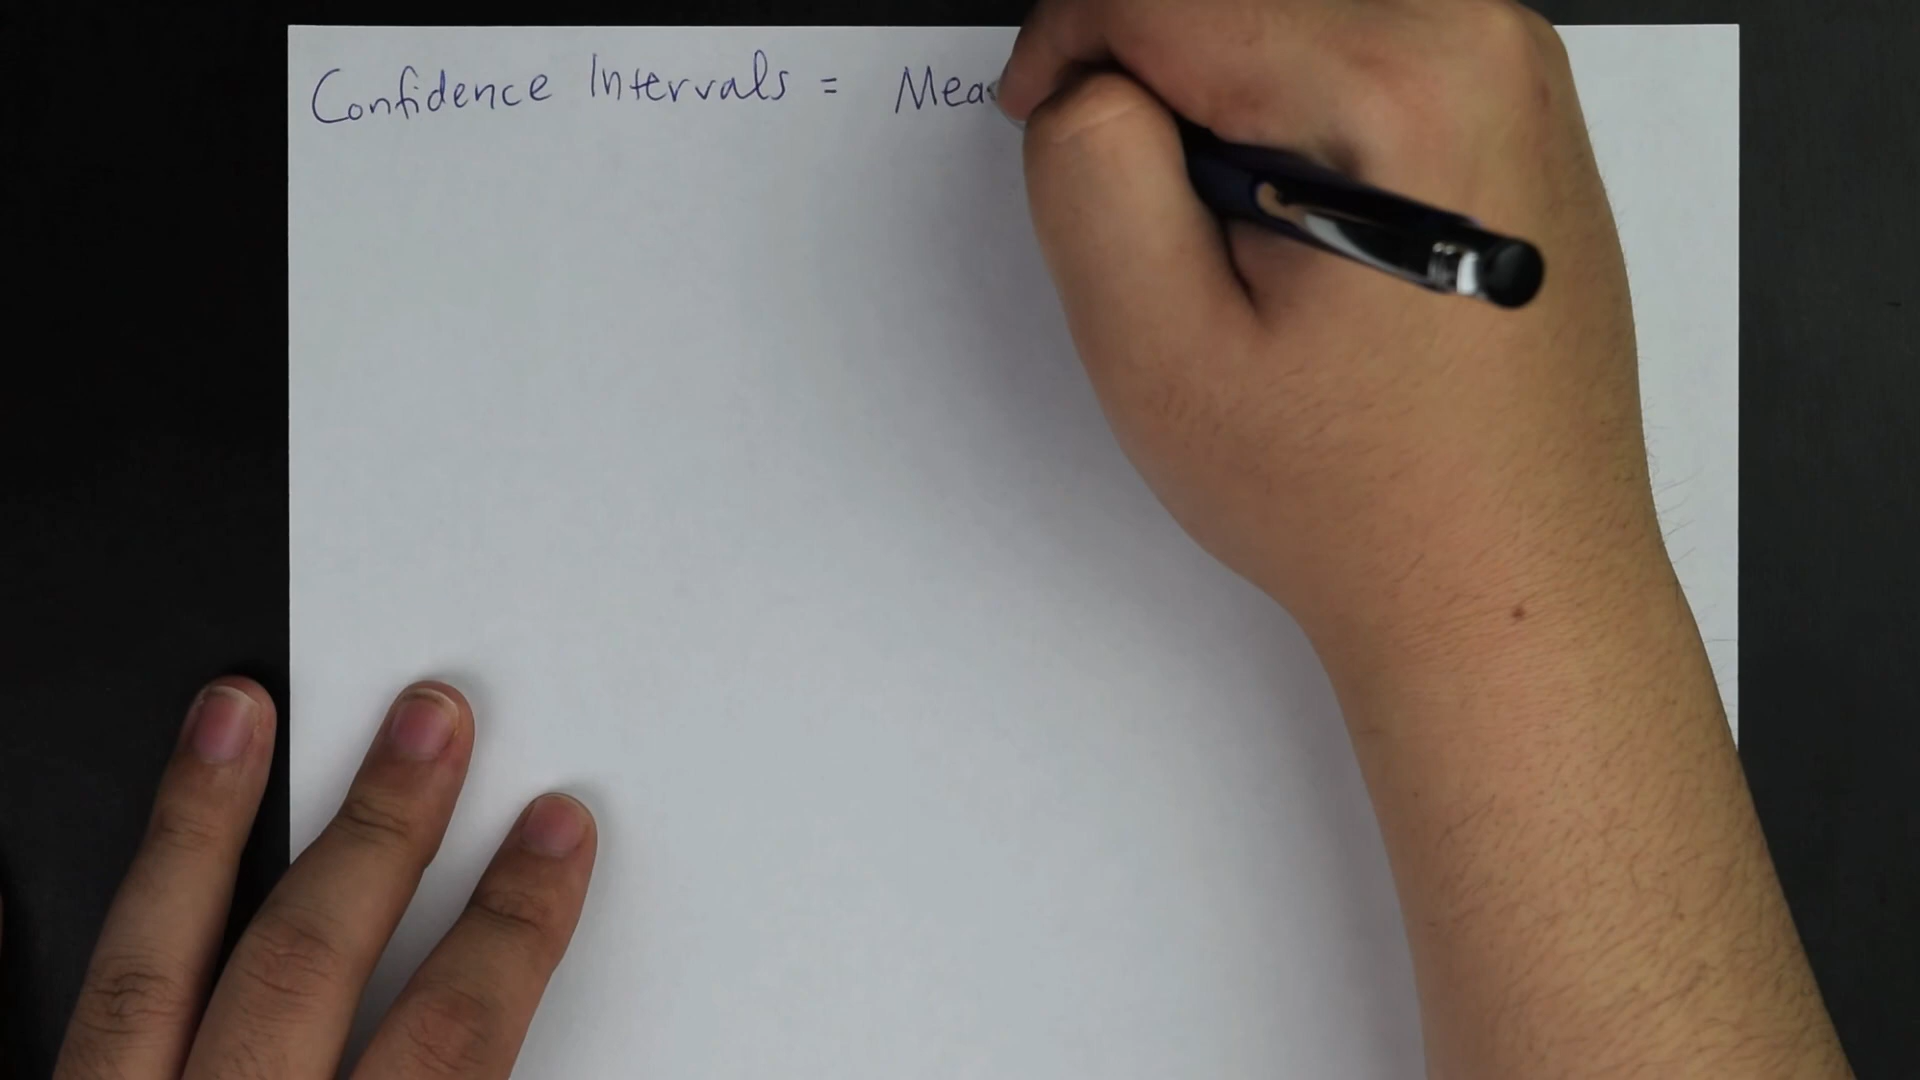 Confidence Intervals = Mea